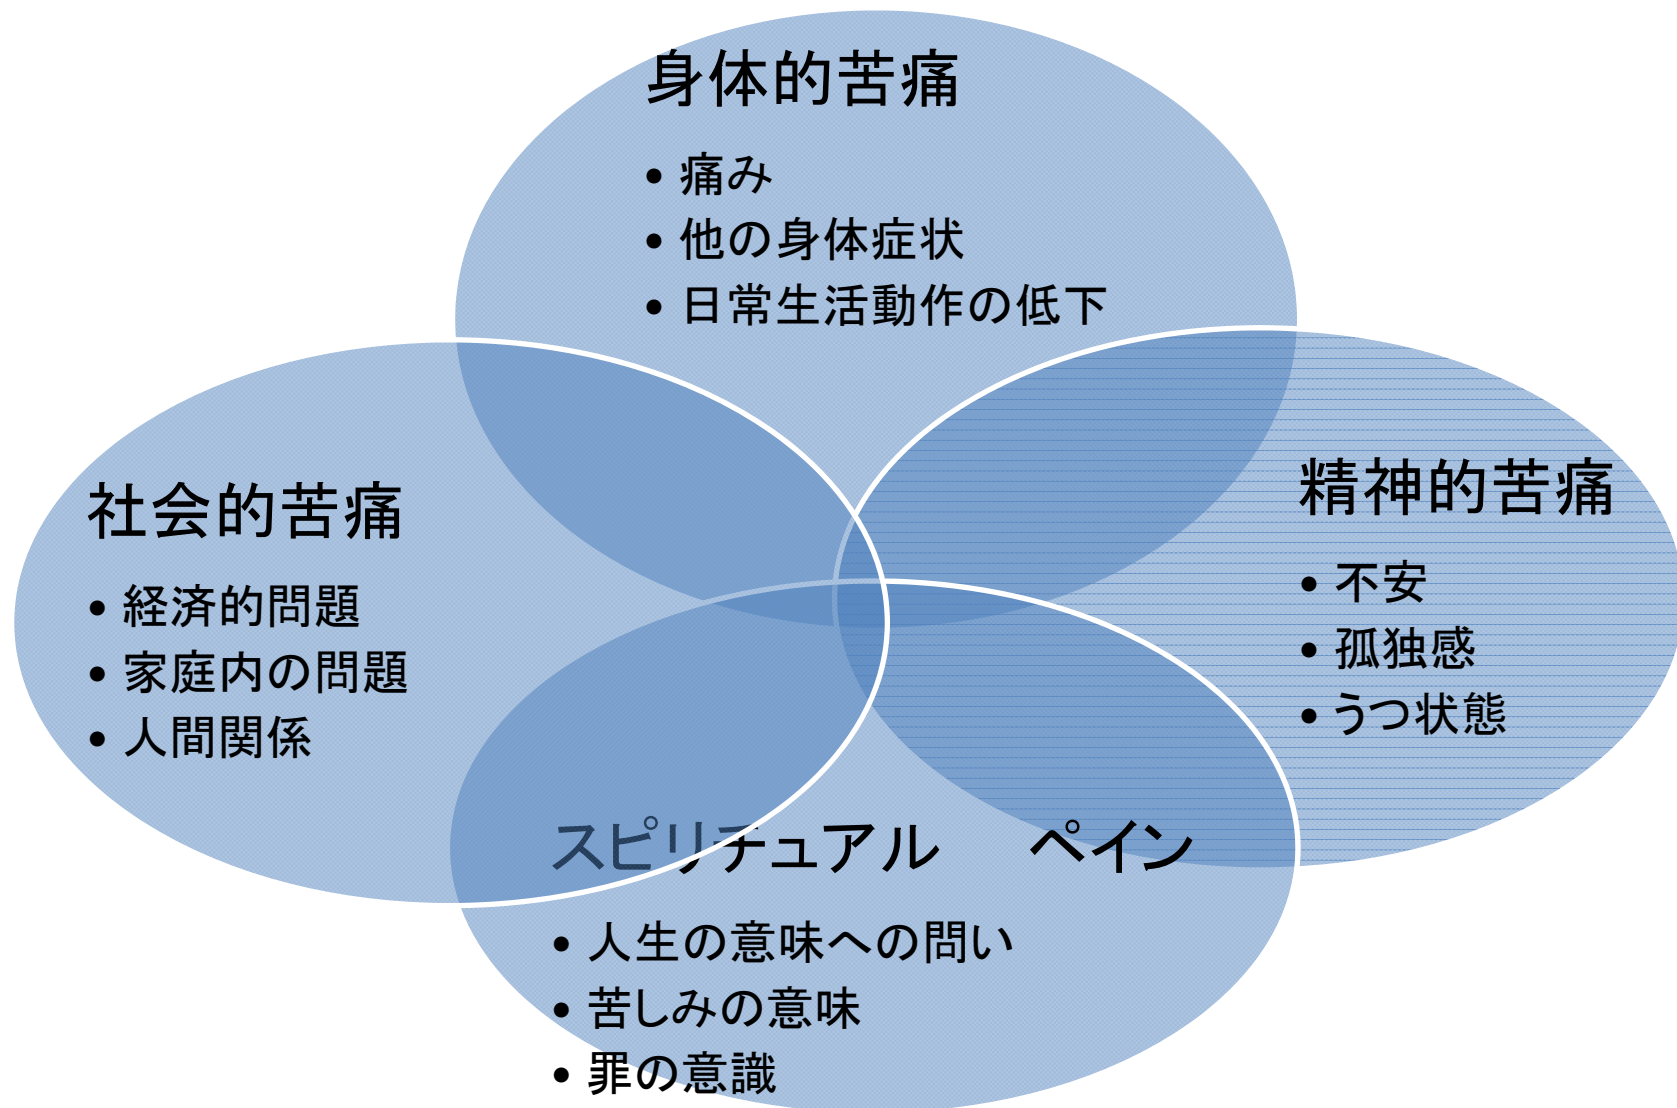 身体的苦痛
• 痛み
• 他の身体症状
• 日常生活動作の低下
社会的苦痛
• 経済的問題
• 家庭内の問題
• 人間関係
精神的苦痛
• 不安
• 孤独感
• うつ状態
スピリチュアル ペイン
• 人生の意味への問い
• 苦しみの意味
• 罪の意識